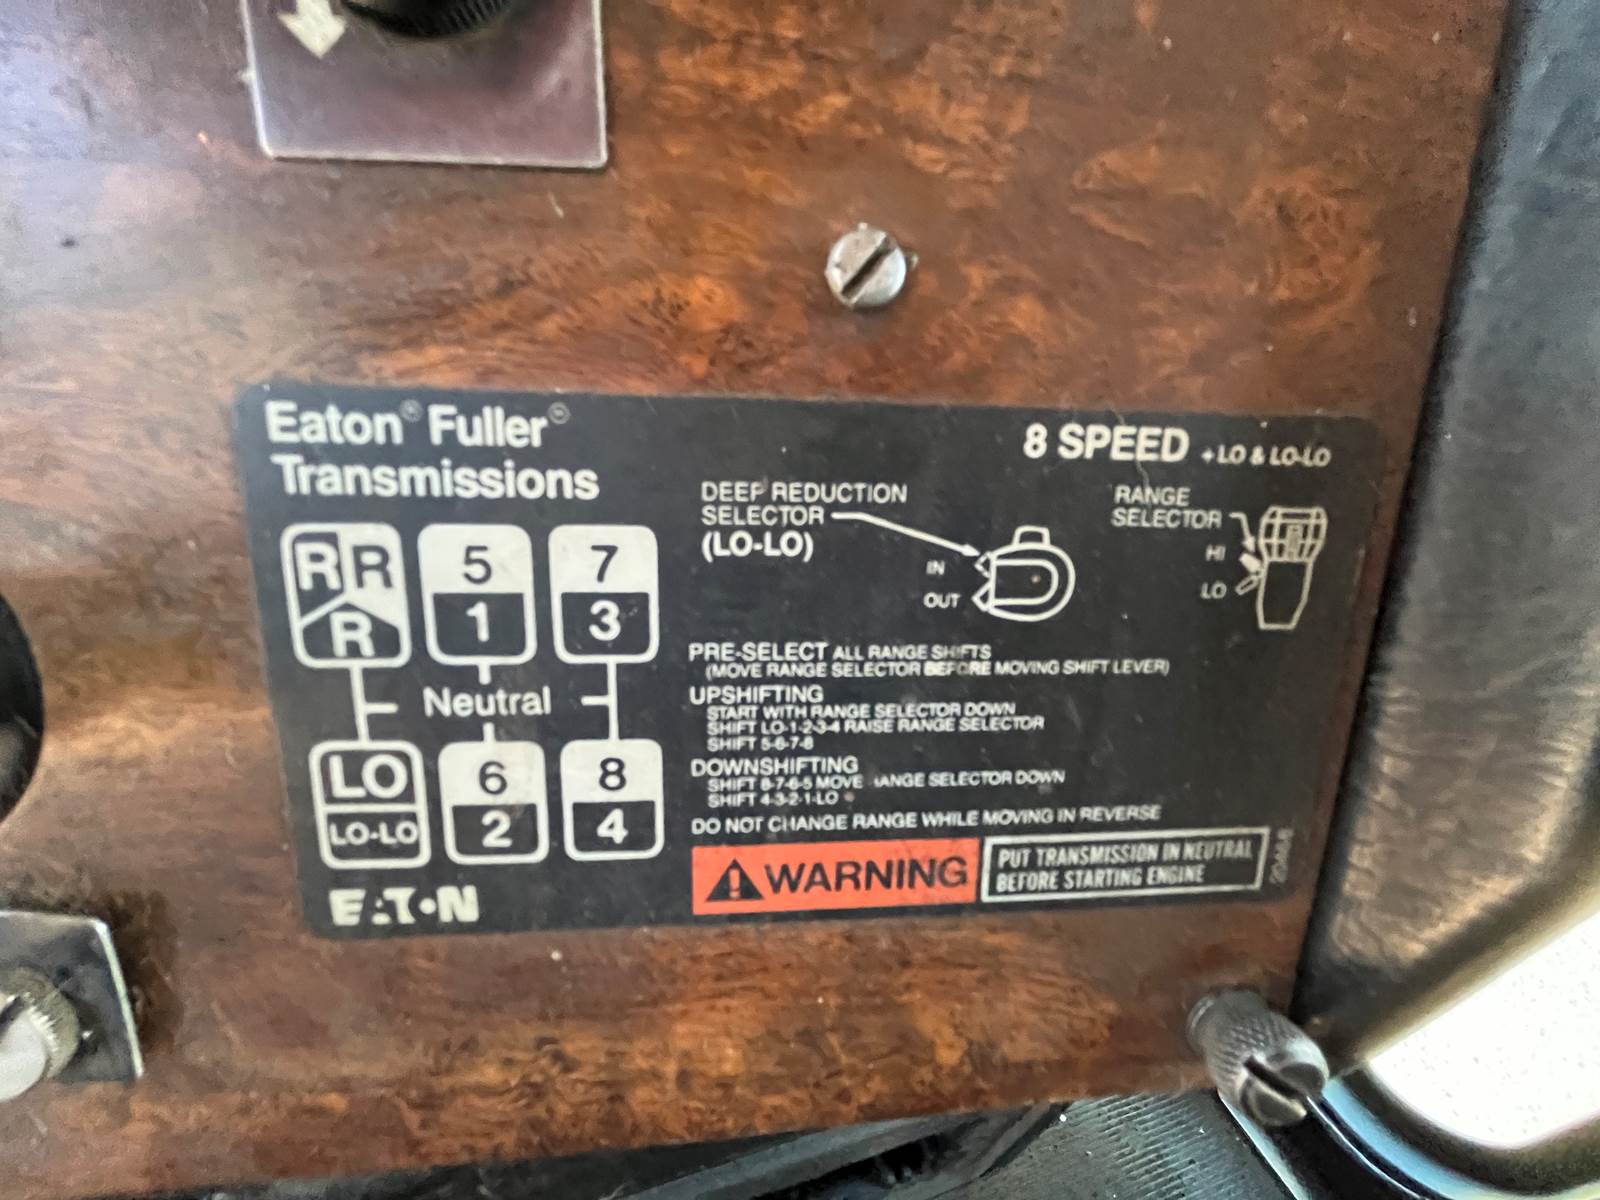 Eaton® Fuller®
Transmissions
8 SPEED +LO & LO-LO
R R
R
5
1
7
3
Neutral
LO
LO-LO
6
2
8
4
EATON
DEEP REDUCTION
SELECTOR
(LO-LO)
IN
OUT
RANGE
SELECTOR
HI
LO
PRE-SELECT ALL RANGE SHIFTS
(MOVE RANGE SELECTOR BEFORE MOVING SHIFT LEVER)
UPSHIFTING
START WITH RANGE SELECTOR DOWN
SHIFT LO-1-2-3-4 RAISE RANGE SELECTOR
SHIFT 5-6-7-8
DOWNSHIFTING
SHIFT 8-7-6-5 MOVE RANGE SELECTOR DOWN
SHIFT 4-3-2-1-LO
DO NOT CHANGE RANGE WHILE MOVING IN REVERSE
WARNING
PUT TRANSMISSION IN NEUTRAL
BEFORE STARTING ENGINE